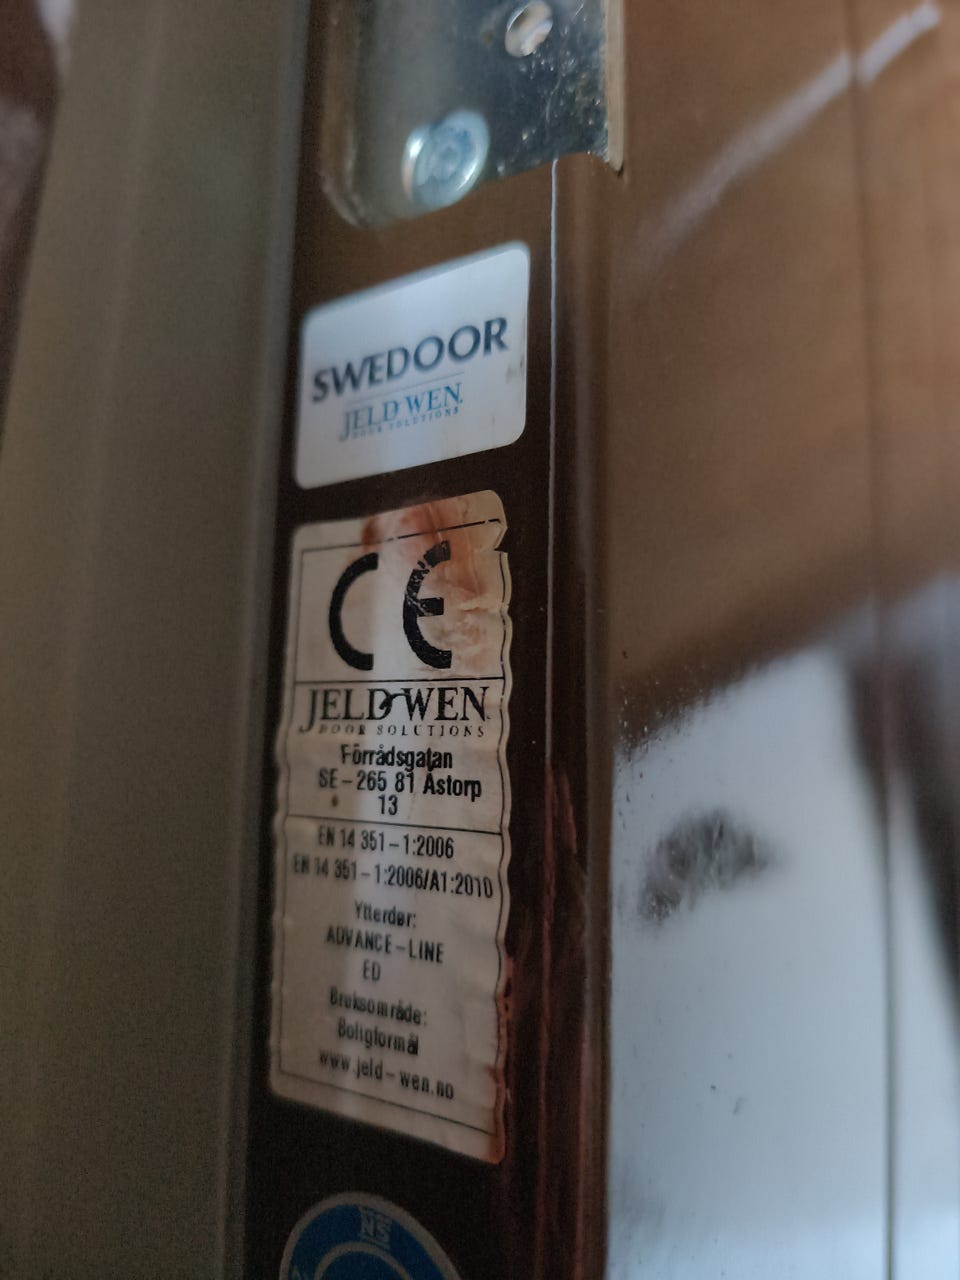 SWEDOOR
JELD-WEN
DOOR SOLUTIONS
CE
JELD-WEN
DOOR SOLUTIONS
Förrådsgatan
SE-265 81 Åstorp
13
EN 14 351-1:2006
EN 14 351-1:2006/A1:2010
Ytterdør:
ADVANCE-LINE
ED
Bruksområde:
Boligformål
www.jeld-wen.no